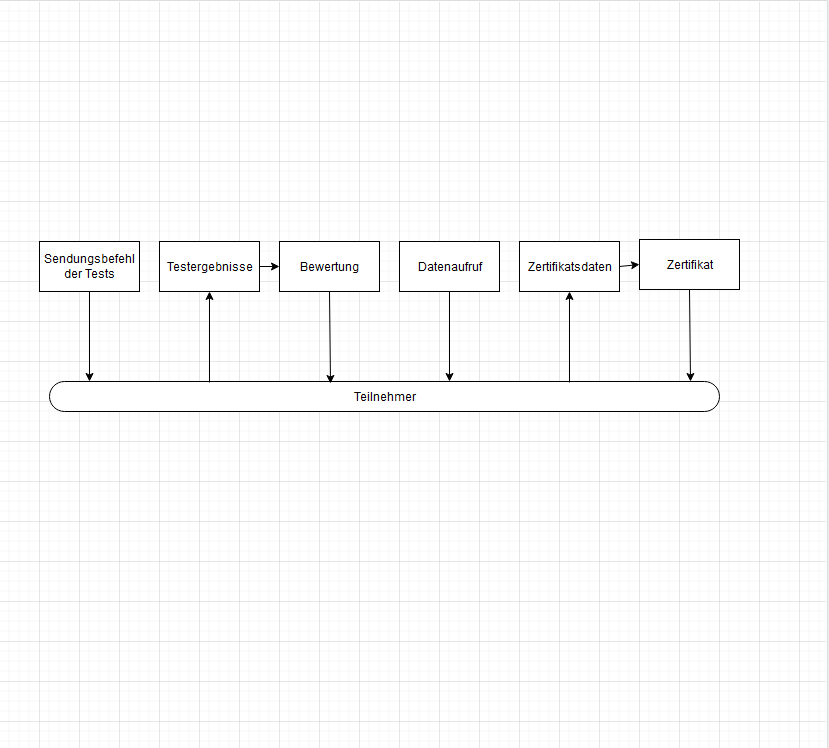 Sendungsbefehl
der Tests
Testergebnisse
Bewertung
Datenaufruf
Zertifikatsdaten
Zertifikat
Teilnehmer